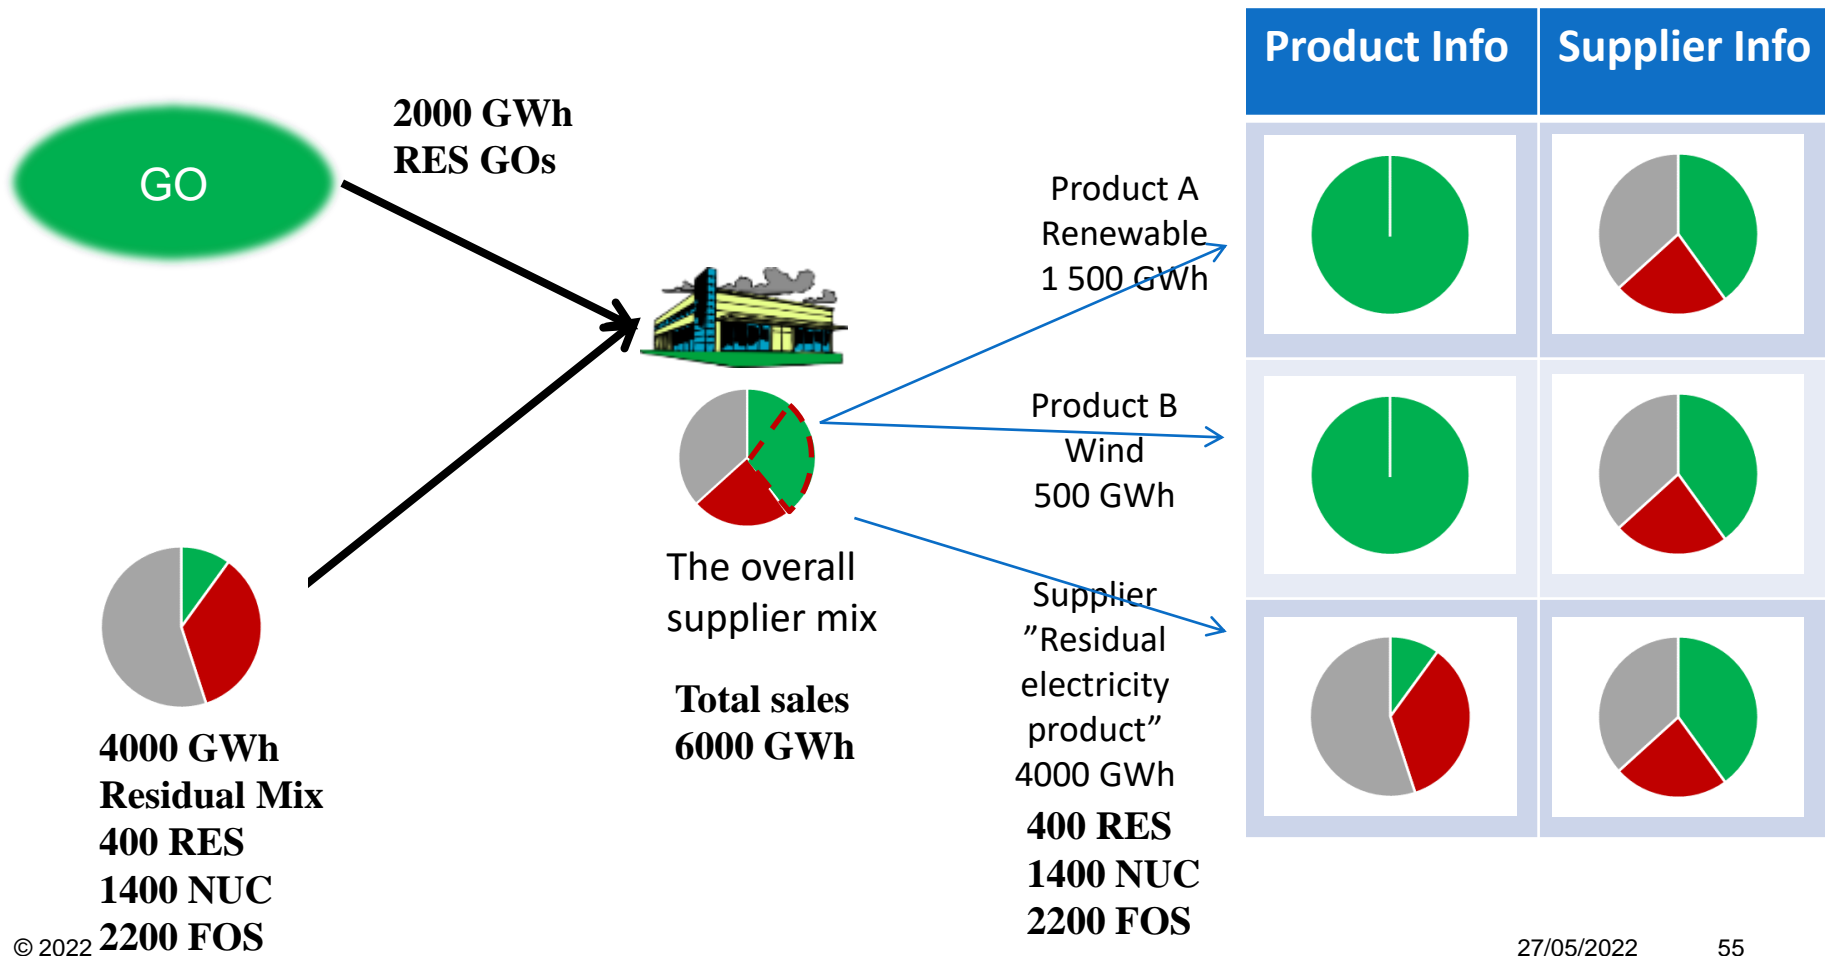 GO
2000 GWh
RES GOs
4000 GWh
Residual Mix
400 RES
1400 NUC
2200 FOS
The overall
supplier mix
Total sales
6000 GWh
Product A
Renewable
1 500 GWh
Product B
Wind
500 GWh
Supplier
”Residual
electricity
product”
4000 GWh
400 RES
1400 NUC
2200 FOS
Product Info
Supplier Info
© 2022
27/05/2022
55